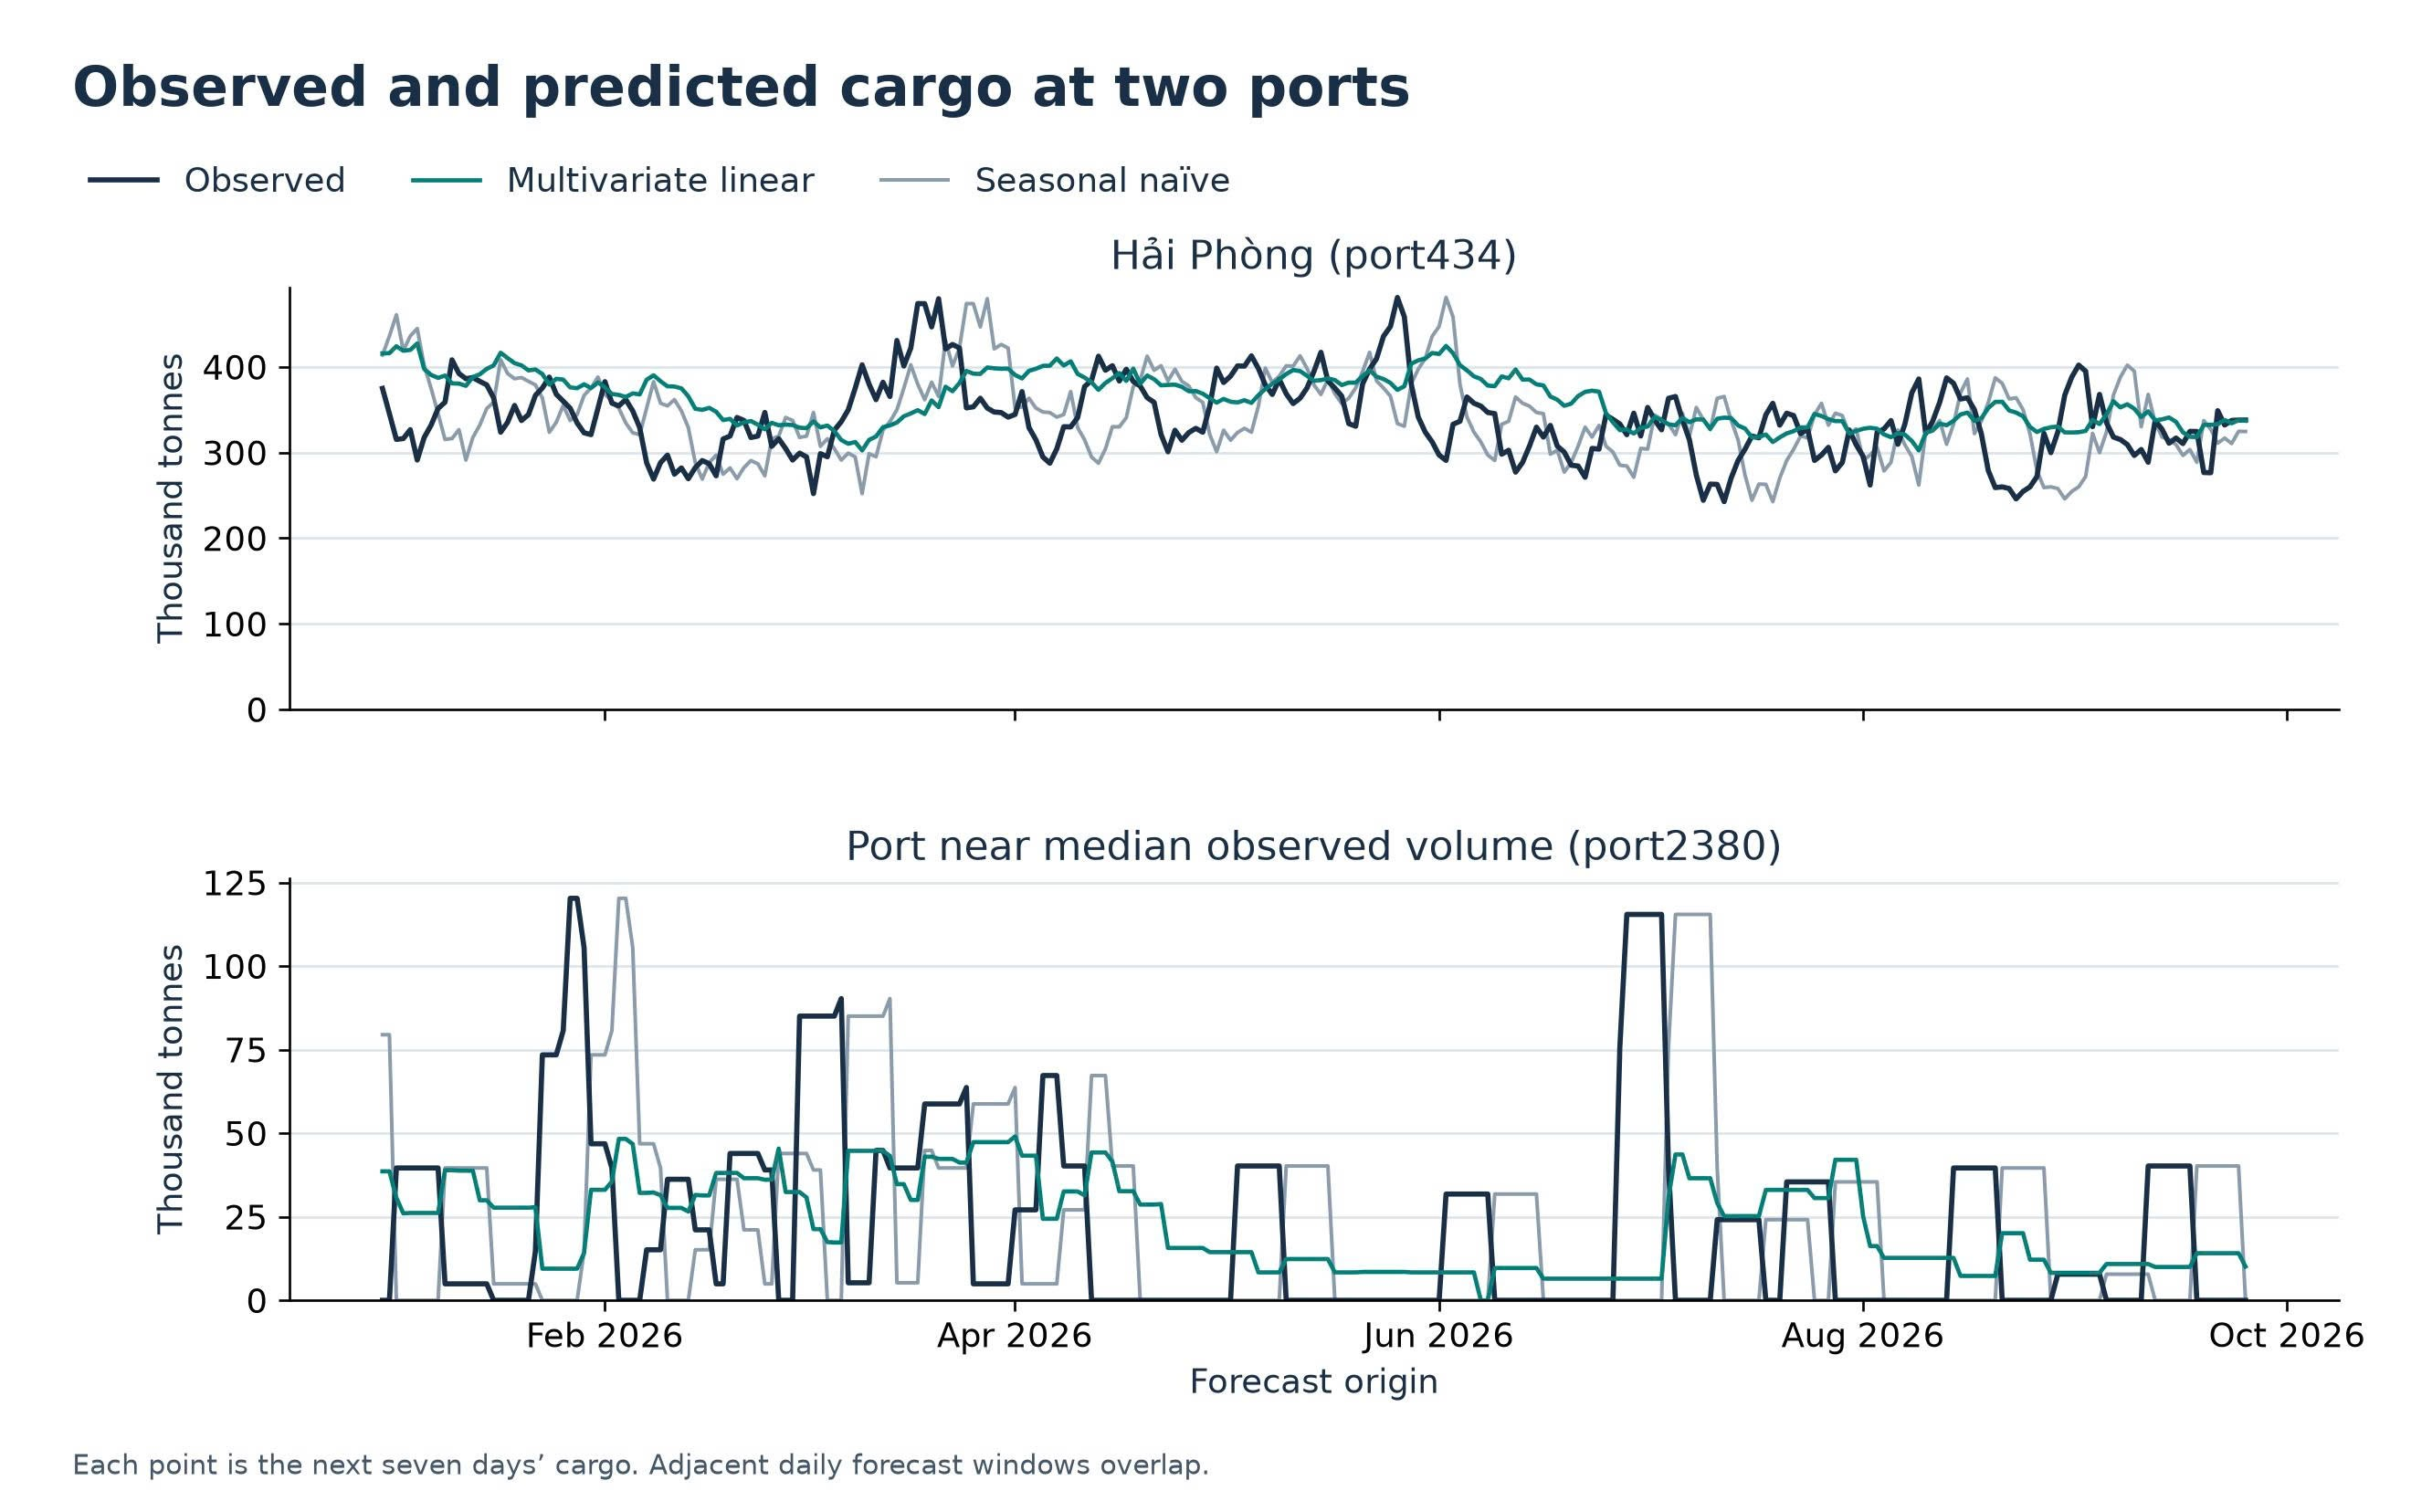 Observed and predicted cargo at two ports
Observed Multivariate linear Seasonal naïve
Hải Phòng (port434)
Thousand tonnes
400
300
200
100
0
Port near median observed volume (port2380)
Thousand tonnes
125
100
75
50
25
0
Feb 2026 Apr 2026 Jun 2026 Aug 2026 Oct 2026
Forecast origin
Each point is the next seven days’ cargo. Adjacent daily forecast windows overlap.